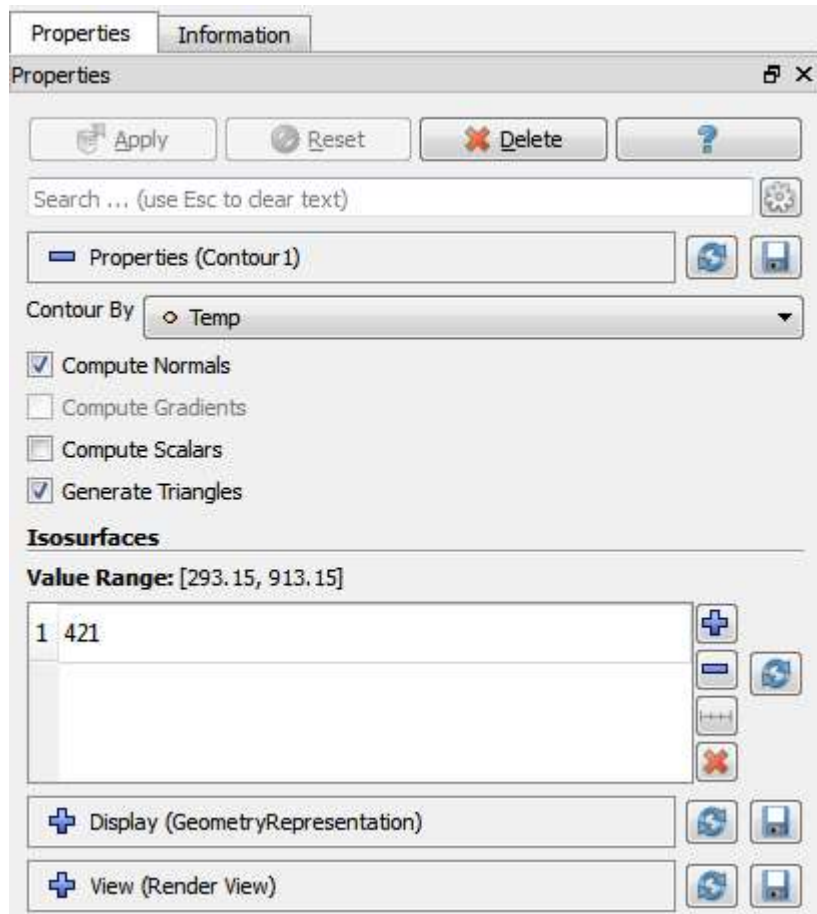 Properties Information
Properties
Apply Reset Delete ?
Search ... (use Esc to clear text)
Properties (Contour1)
Contour By Temp
Compute Normals
Compute Gradients
Compute Scalars
Generate Triangles
Isosurfaces
Value Range: [293.15, 913.15]
1 421
Display (GeometryRepresentation)
View (Render View)